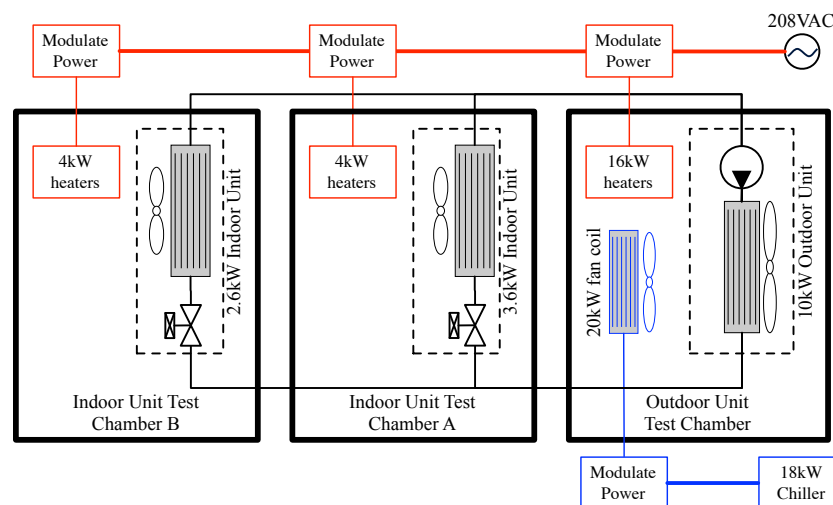 208VAC
Modulate
Power
Modulate
Power
Modulate
Power
4kW
heaters
2.6kW Indoor Unit
4kW
heaters
3.6kW Indoor Unit
16kW
heaters
20kW fan coil
10kW Outdoor Unit
Indoor Unit Test
Chamber B
Indoor Unit Test
Chamber A
Outdoor Unit
Test Chamber
Modulate
Power
18kW
Chiller